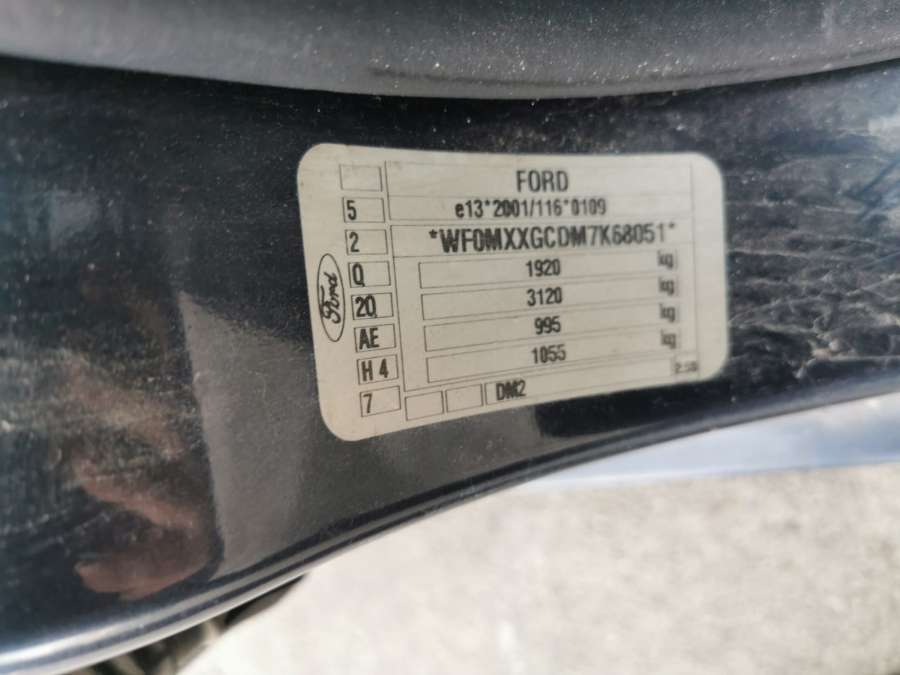 FORD
5 e13*2001/116*0109
2 *WF0MXXGCDM7K68051*
Q 1920 kg
20 3120 kg
AE 995 kg
H 4 1055 kg
7 DM2
Ford